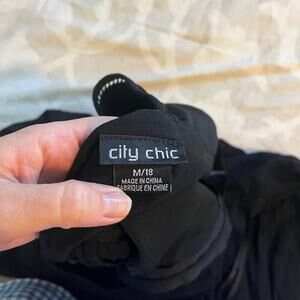 city chic
M/18
MADE IN CHINA
FABRIQUE EN CHINE